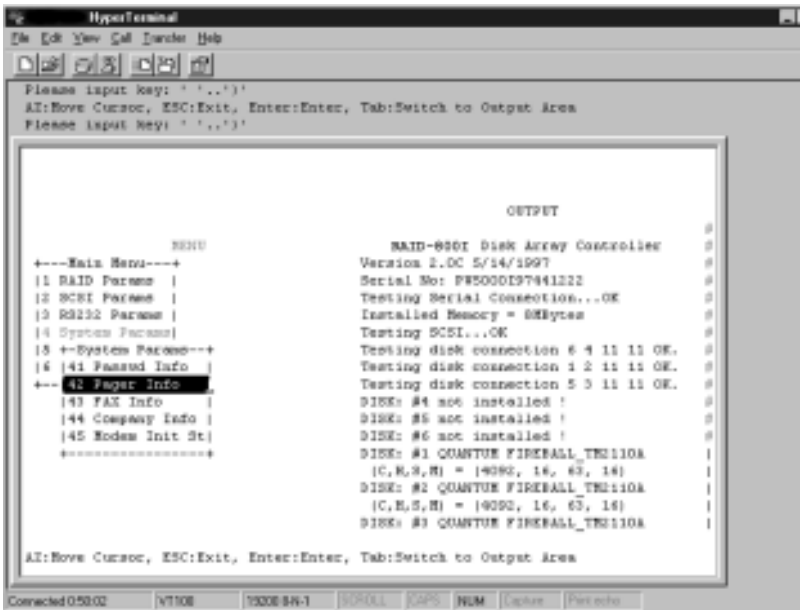 HyperTerminal
File Edit View Call Transfer Help
Please input key: ' '..')'
AZ:Move Cursor, ESC:Exit, Enter:Enter, Tab:Switch to Output Area
Please input key: ' '..')'
OUTPUT
MENU
RAID-800I Disk Array Controller
+---Main Menu----+
Version 2.0C 5/14/1997
|1 RAID Params |
Serial No: PW5000I97441222
|2 SCSI Params |
Testing Serial Connection...OK
|3 RS232 Params |
Installed Memory = 8MBytes
|4 System Params|
Testing SCSI...OK
|5 +-System Params--+
Testing disk connection 6 4 11 11 OK.
|6 |41 Passwd Info |
Testing disk connection 1 2 11 11 OK.
+-- 42 Pager Info
Testing disk connection 5 3 11 11 OK.
|43 FAX Info |
DISK: #4 not installed !
|44 Company Info |
DISK: #5 not installed !
|45 Modem Init St|
DISK: #6 not installed !
+----------------+
DISK: #1 QUANTUM FIREBALL_TM2110A
(C,H,S,M) = (4092, 16, 63, 16)
DISK: #2 QUANTUM FIREBALL_TM2110A
(C,H,S,M) = (4092, 16, 63, 16)
DISK: #3 QUANTUM FIREBALL_TM2110A
AZ:Move Cursor, ESC:Exit, Enter:Enter, Tab:Switch to Output Area
Connected 0:50:02 VT100 19200 8-N-1 SCROLL CAPS NUM Capture Print echo